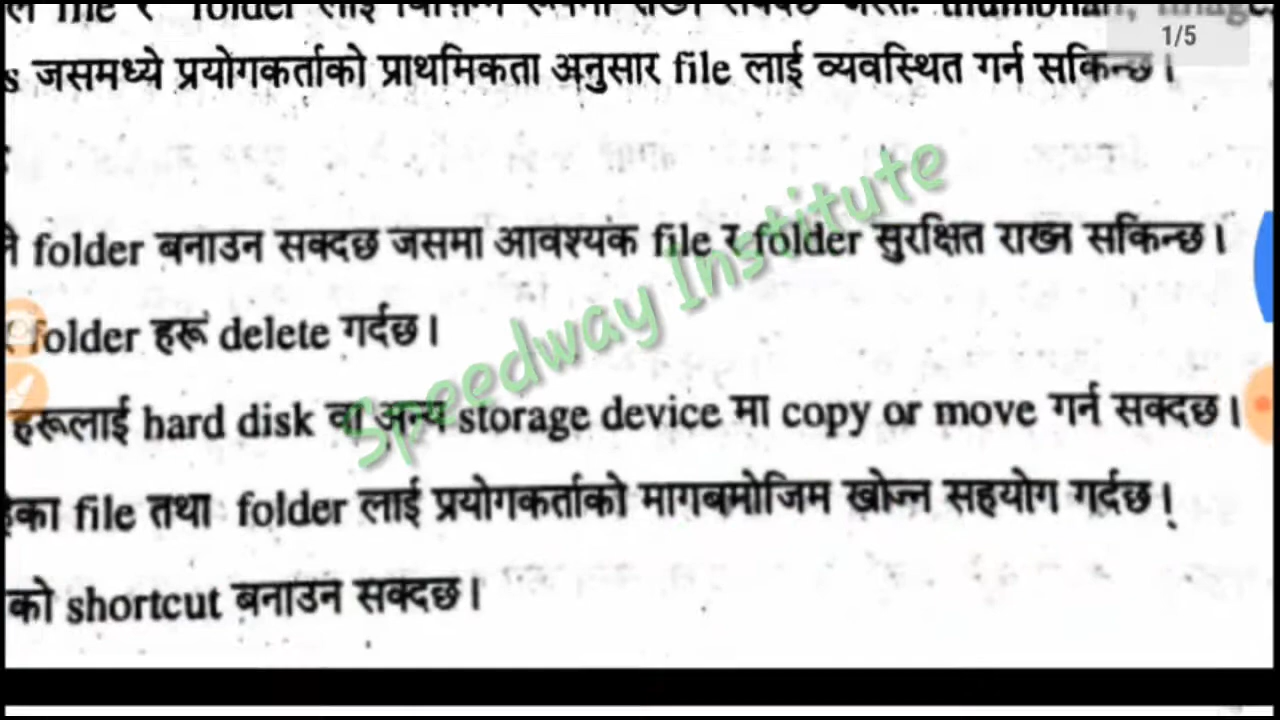 file र folder लाई
1/5
s जसमध्ये प्रयोगकर्ताको प्राथमिकता अनुसार file लाई व्यवस्थित गर्न सकिन्छ।
folder बनाउन सक्दछ जसमा आवश्यक file र folder सुरक्षित राख्न सकिन्छ।
folder हरू delete गर्दछ।
हरूलाई hard disk वा अन्य storage device मा copy or move गर्न सक्दछ।
file तथा folder लाई प्रयोगकर्ताको मागबमोजिम खोज्न सहयोग गर्दछ।
को shortcut बनाउन सक्दछ।
Speedway Institute